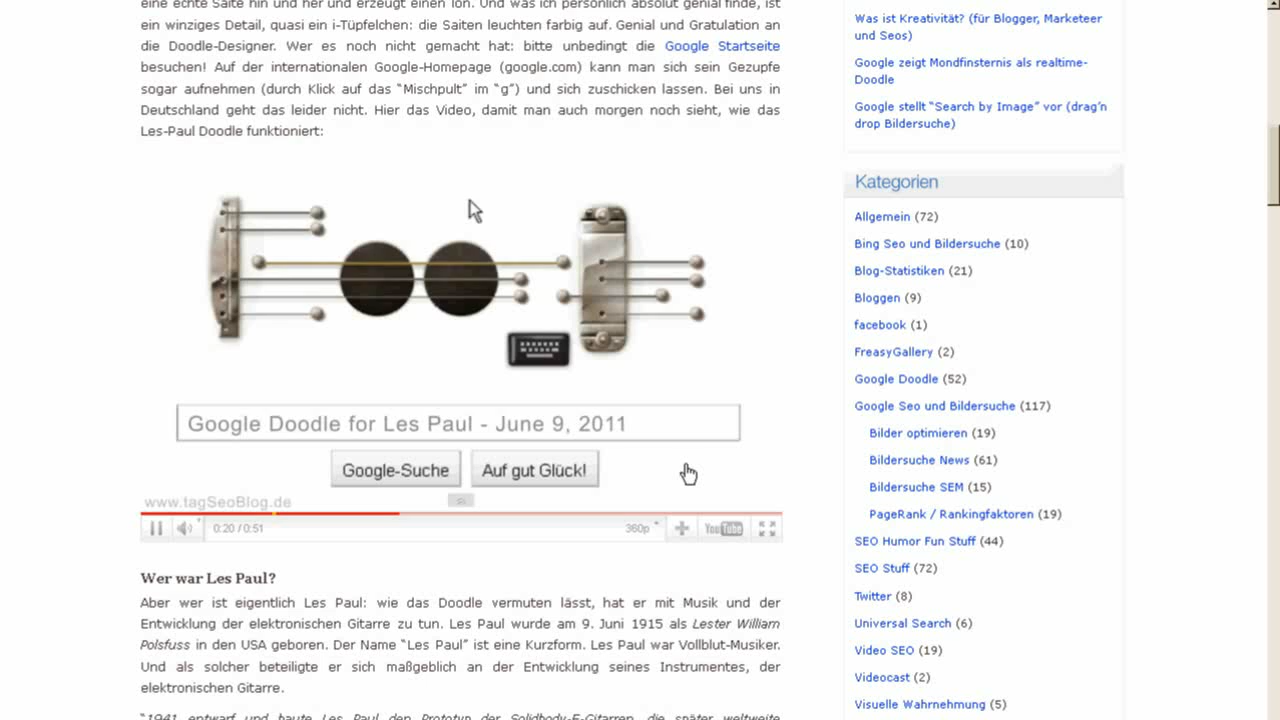 eine echte Saite hin und her und erzeugt einen Ton. Und was ich persönlich absolut genial finde, ist
ein winziges Detail, quasi ein i-Tüpfelchen: die Saiten leuchten farbig auf. Genial und Gratulation an
die Doodle-Designer. Wer es noch nicht gemacht hat: bitte unbedingt die Google Startseite
besuchen! Auf der internationalen Google-Homepage (google.com) kann man sich sein Gezupfe
sogar aufnehmen (durch Klick auf das “Mischpult” im “g”) und sich zuschicken lassen. Bei uns in
Deutschland geht das leider nicht. Hier das Video, damit man auch morgen noch sieht, wie das
Les-Paul Doodle funktioniert:
Google Doodle for Les Paul - June 9, 2011
Google-Suche
Auf gut Glück!
www.tagSeoBlog.de
0:20 / 0:51
360p
YouTube
Wer war Les Paul?
Aber wer ist eigentlich Les Paul: wie das Doodle vermuten lässt, hat er mit Musik und der
Entwicklung der elektronischen Gitarre zu tun. Les Paul wurde am 9. Juni 1915 als Lester William
Polsfuss in den USA geboren. Der Name “Les Paul” ist eine Kurzform. Les Paul war Vollblut-Musiker.
Und als solcher beteiligte er sich maßgeblich an der Entwicklung seines Instrumentes, der
elektronischen Gitarre.
“1941 entwarf und baute Les Paul den Prototyp der Solidbody-E-Gitarren, die später weltweite
Was ist Kreativität? (für Blogger, Marketeer
und Seos)
Google zeigt Mondfinsternis als realtime-
Doodle
Google stellt “Search by Image” vor (drag’n
drop Bildersuche)
Kategorien
Allgemein (72)
Bing Seo und Bildersuche (10)
Blog-Statistiken (21)
Bloggen (9)
facebook (1)
FreasyGallery (2)
Google Doodle (52)
Google Seo und Bildersuche (117)
Bilder optimieren (19)
Bildersuche News (61)
Bildersuche SEM (15)
PageRank / Rankingfaktoren (19)
SEO Humor Fun Stuff (44)
SEO Stuff (72)
Twitter (8)
Universal Search (6)
Video SEO (19)
Videocast (2)
Visuelle Wahrnehmung (5)